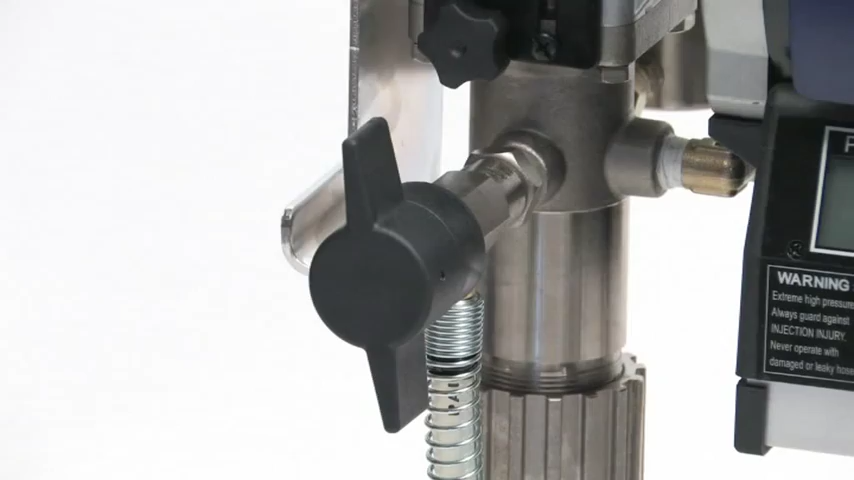 WARNING
Extreme high pressure
Always guard against
INJECTION INJURY.
Never operate with
damaged or leaky hose